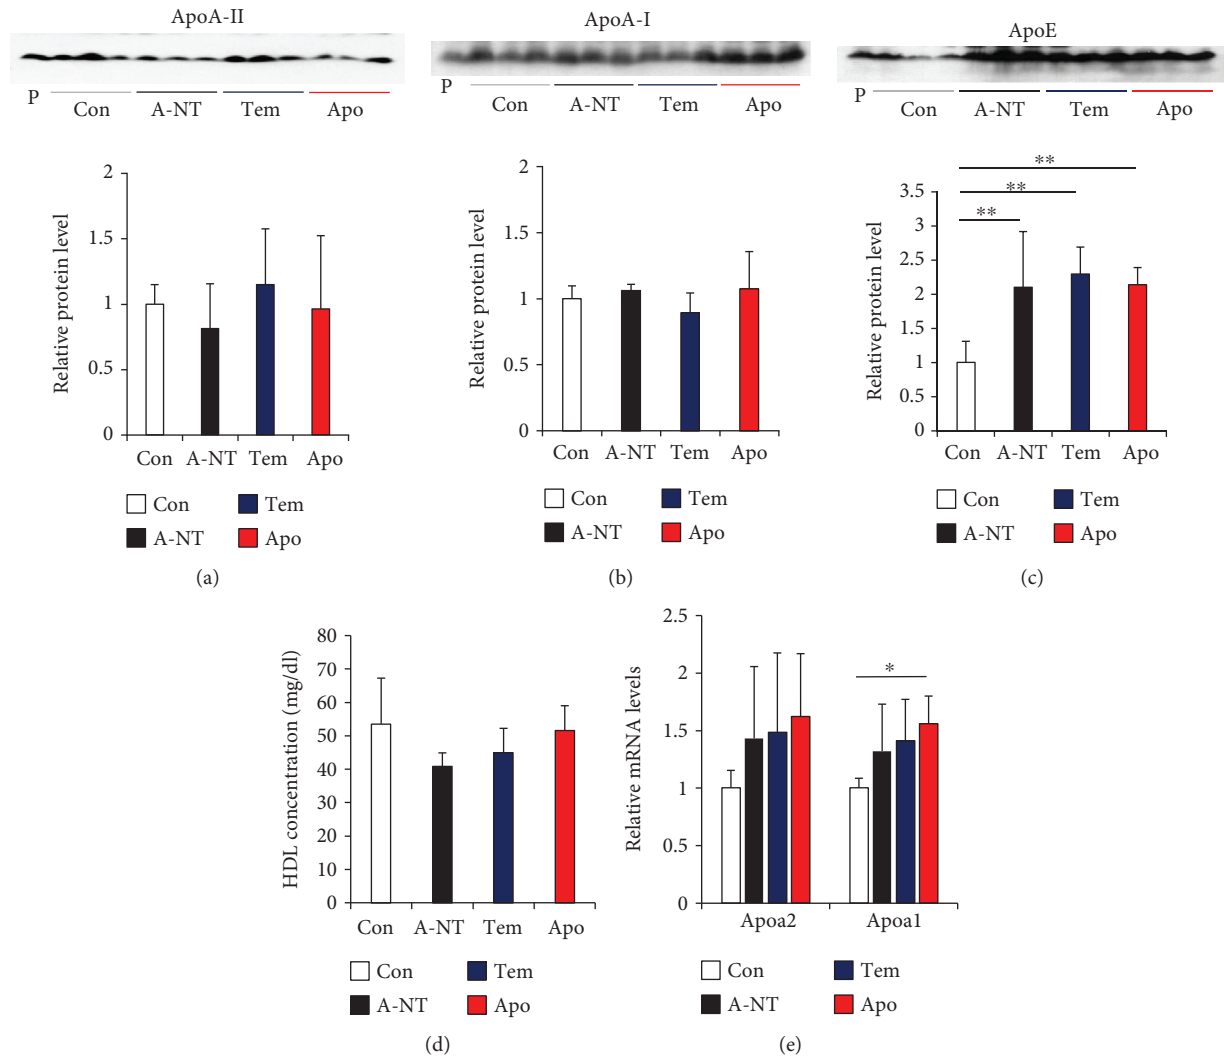 ApoA-II
P
Con
A-NT
Tem
Apo
Relative protein level
2
1.5
1
0.5
0
Con
A-NT
Tem
Apo
Con
Tem
A-NT
Apo
(a)
ApoA-I
P
Con
A-NT
Tem
Apo
Relative protein level
2
1.5
1
0.5
0
Con
A-NT
Tem
Apo
Con
Tem
A-NT
Apo
(b)
ApoE
P
Con
A-NT
Tem
Apo
**
**
**
Relative protein level
3.5
3
2.5
2
1.5
1
0.5
0
Con
A-NT
Tem
Apo
Con
Tem
A-NT
Apo
(c)
HDL concentration (mg/dl)
80
70
60
50
40
30
20
10
0
Con
A-NT
Tem
Apo
Con
Tem
A-NT
Apo
(d)
Relative mRNA levels
2.5
2
1.5
1
0.5
0
*
Apoa2
Apoa1
Con
Tem
A-NT
Apo
(e)